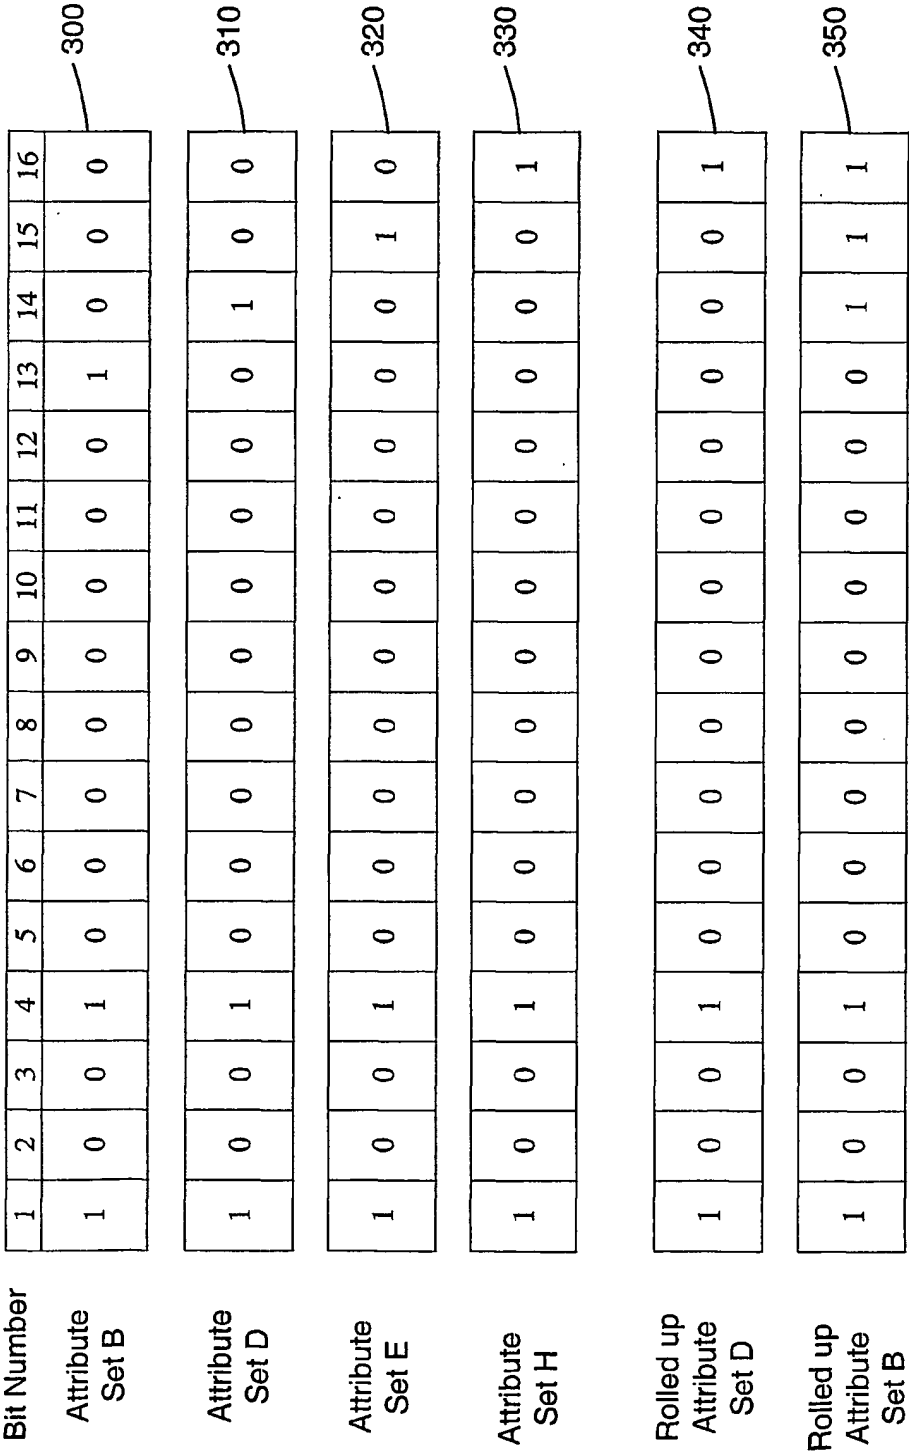 Bit Number 1 2 3 4 5 6 7 8 9 10 11 12 13 14 15 16
Attribute
Set B
1 0 0 1 0 0 0 0 0 0 0 0 1 0 0 0
300
Attribute
Set D
1 0 0 1 0 0 0 0 0 0 0 0 0 1 0 0
310
Attribute
Set E
1 0 0 1 0 0 0 0 0 0 0 0 0 0 1 0
320
Attribute
Set H
1 0 0 1 0 0 0 0 0 0 0 0 0 0 0 1
330
Rolled up
Attribute
Set D
1 0 0 1 0 0 0 0 0 0 0 0 0 0 0 1
340
Rolled up
Attribute
Set B
1 0 0 1 0 0 0 0 0 0 0 0 0 1 1 1
350